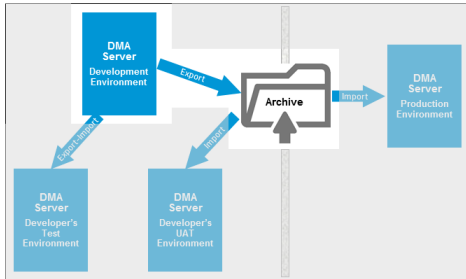 DMA
Server
Development
Environment
Export
Archive
Import
DMA
Server
Production
Environment
Export-Import
Import
DMA
Server
Developer's
Test
Environment
DMA
Server
Developer's
UAT
Environment